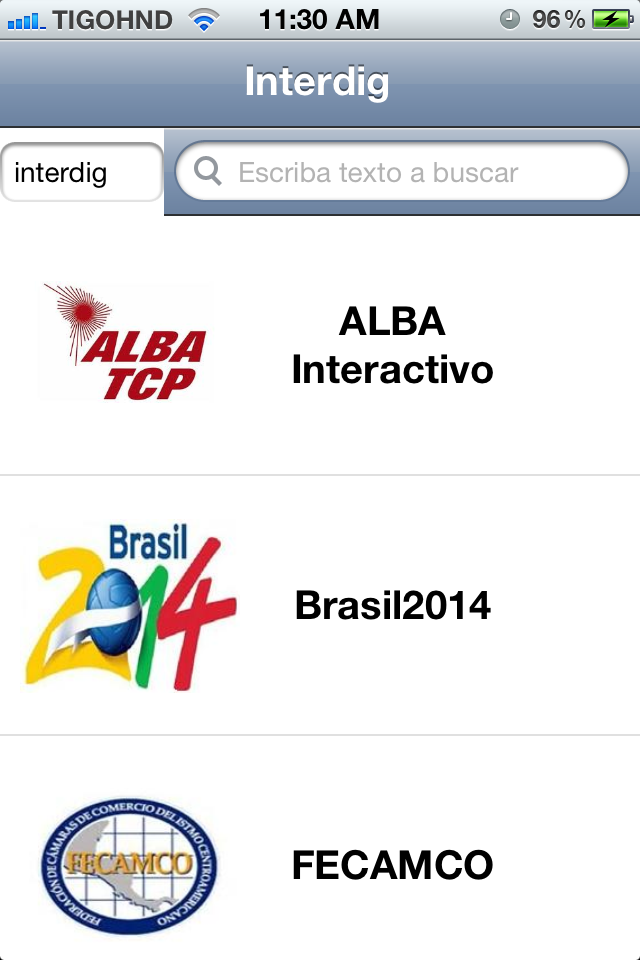 TIGOHND 11:30 AM 96%
Interdig
interdig Escriba texto a buscar
ALBA
TCP
ALBA
Interactivo
Brasil
2014
Brasil2014
FEDERACIÓN DE CÁMARAS DE COMERCIO DEL ISTMO CENTROAMERICANO
FECAMCO
FECAMCO